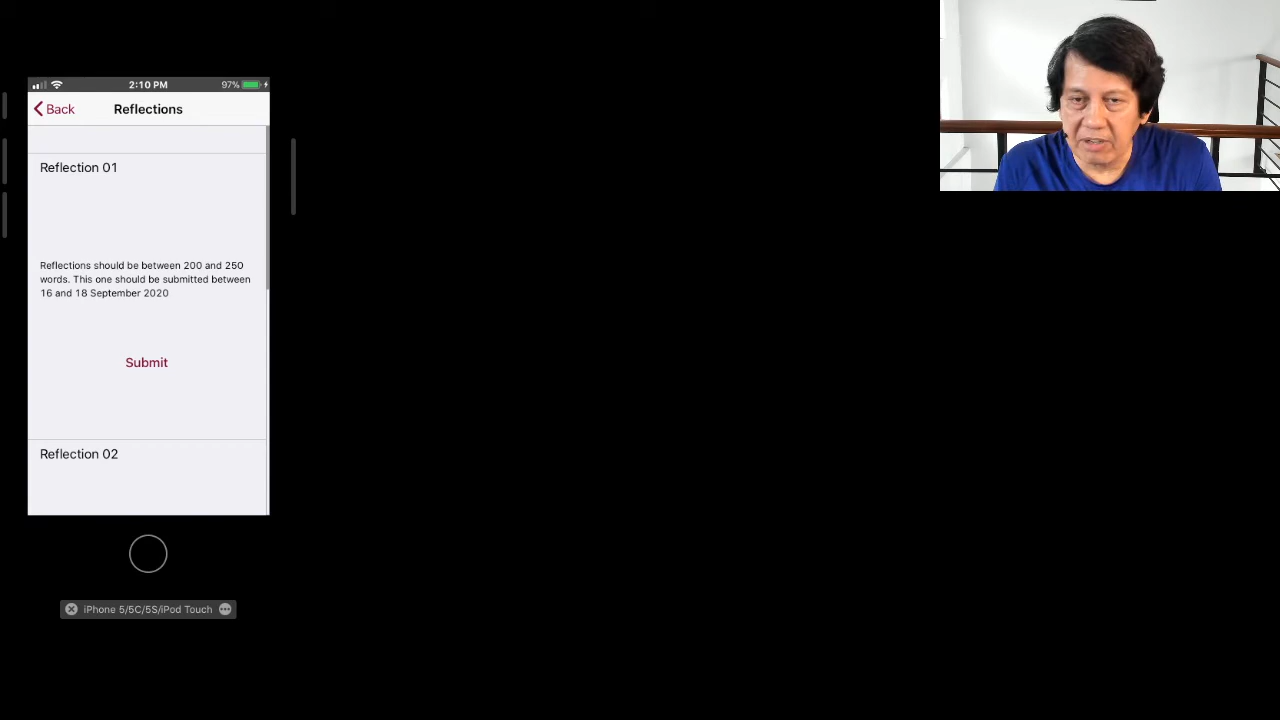 2:10 PM
97%
Back
Reflections
Reflection 01
Reflections should be between 200 and 250
words. This one should be submitted between
16 and 18 September 2020
Submit
Reflection 02
iPhone 5/5C/5S/iPod Touch